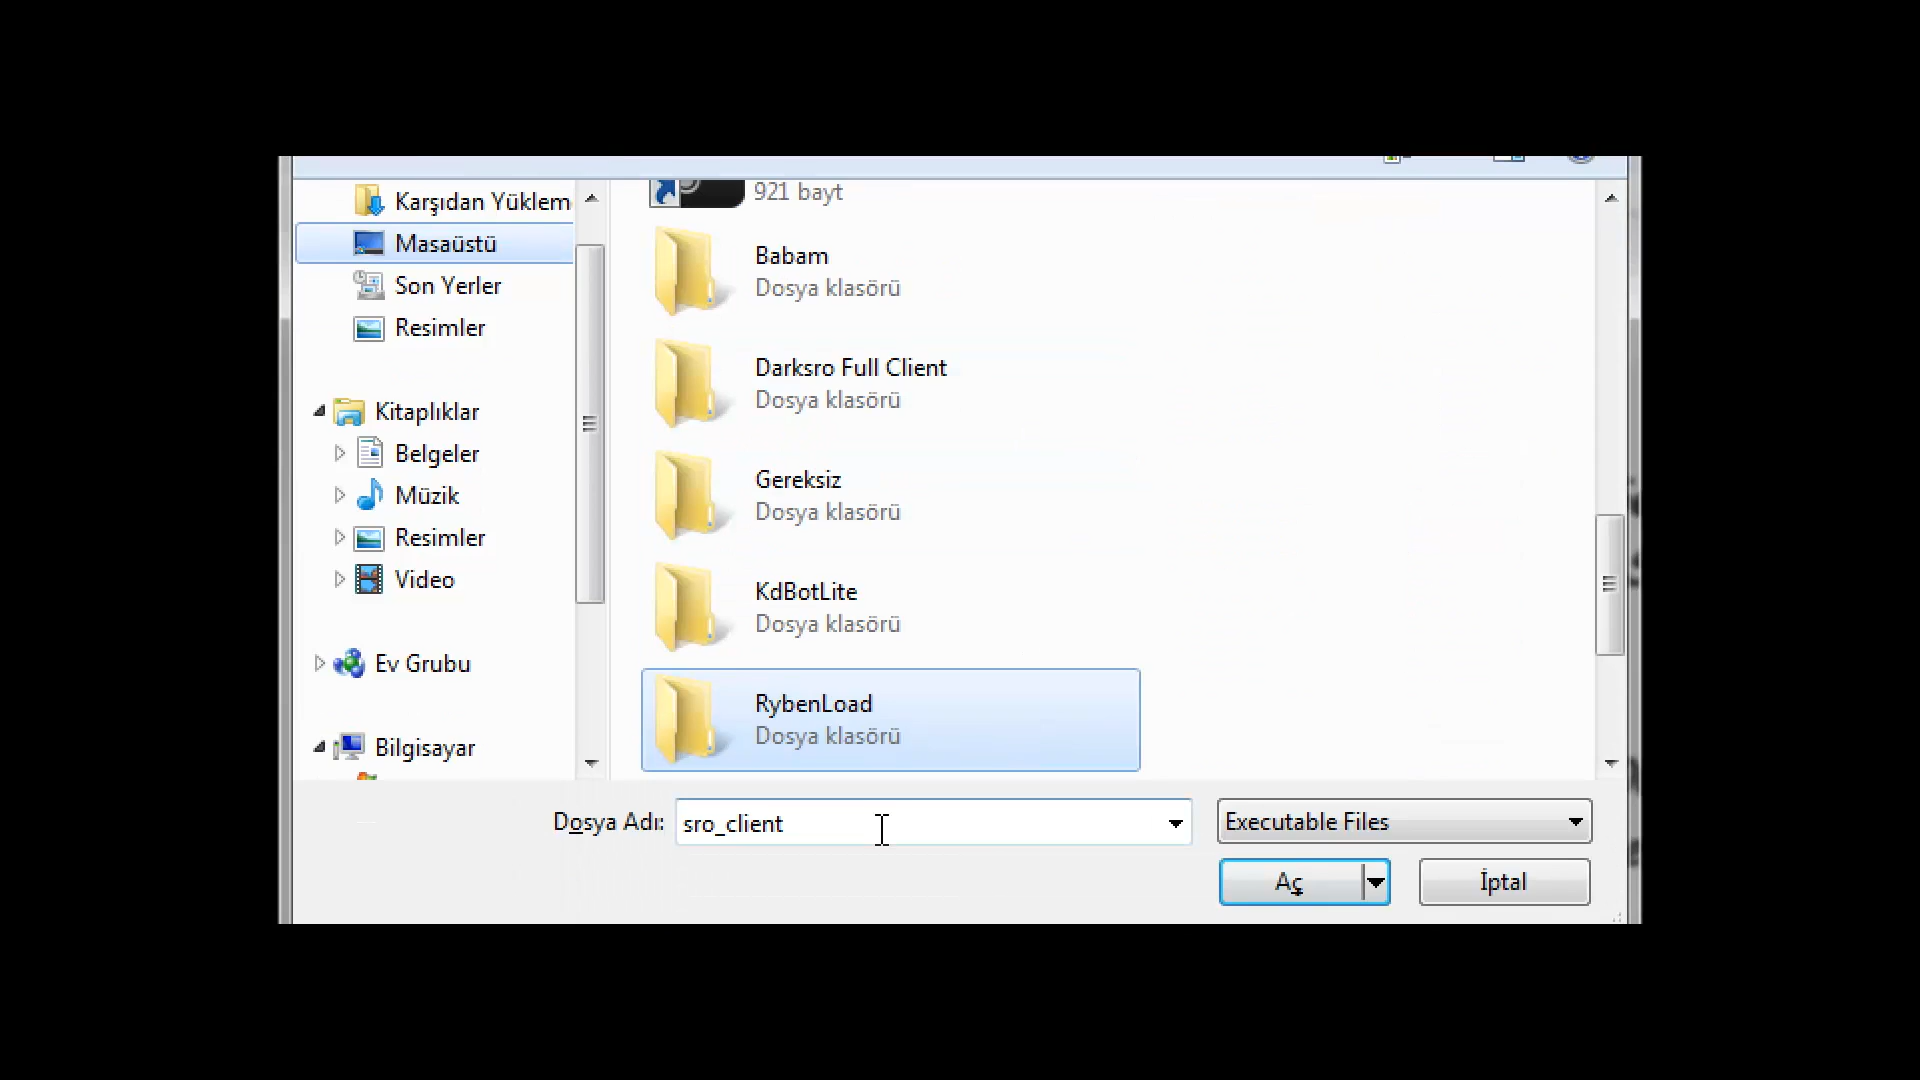 Karşıdan Yüklem
Masaüstü
Son Yerler
Resimler
Kitaplıklar
Belgeler
Müzik
Resimler
Video
Ev Grubu
Bilgisayar
921 bayt
Babam
Dosya klasörü
Darksro Full Client
Dosya klasörü
Gereksiz
Dosya klasörü
KdBotLite
Dosya klasörü
RybenLoad
Dosya klasörü
Dosya Adı: sro_client Executable Files
Aç İptal